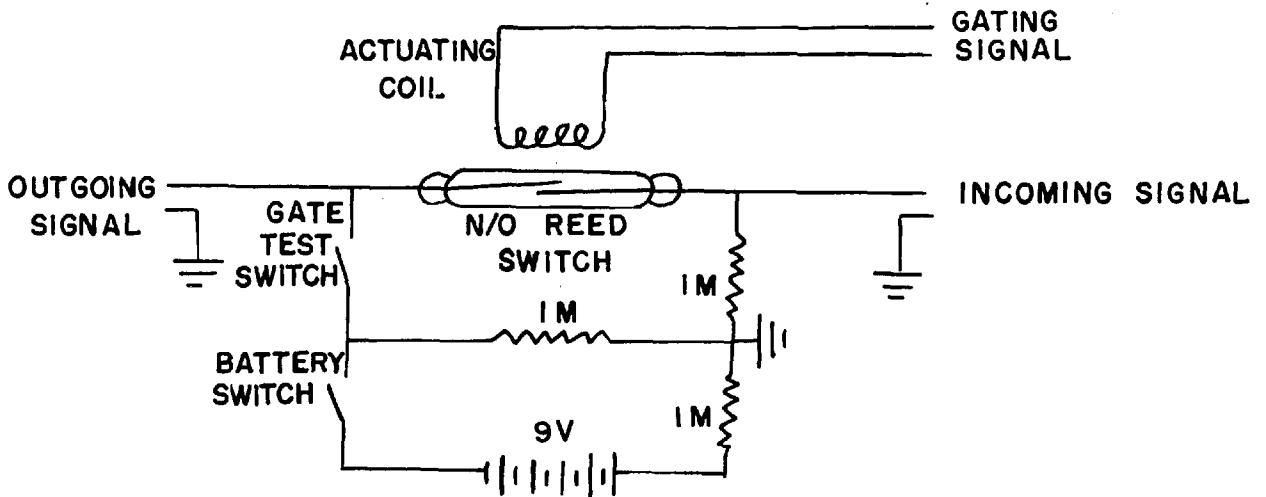 GATING
SIGNAL
ACTUATING
COIL
OUTGOING
SIGNAL
GATE
TEST
SWITCH
N/O REED
SWITCH
INCOMING SIGNAL
1M
1M
BATTERY
SWITCH
1M
9V